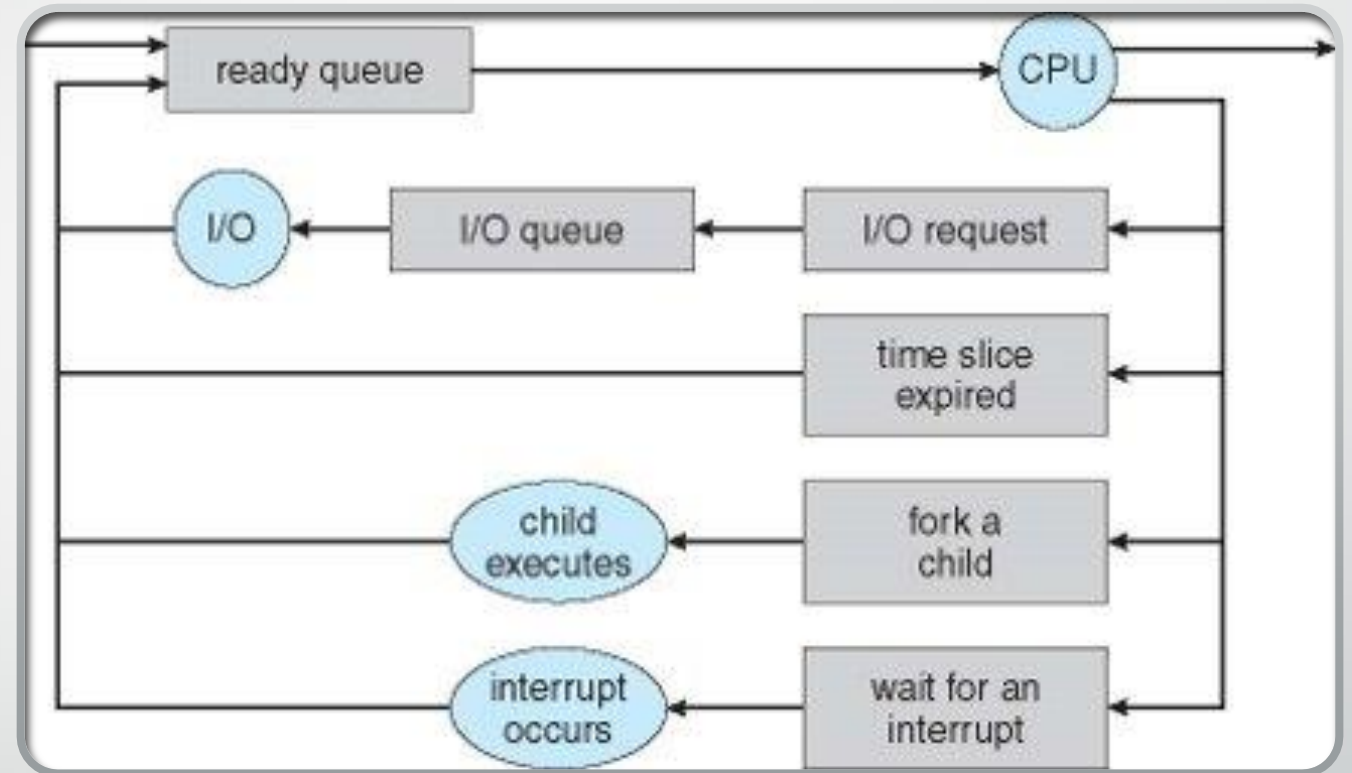 ready queue
CPU
I/O
I/O queue
I/O request
time slice
expired
child
executes
fork a
child
interrupt
occurs
wait for an
interrupt